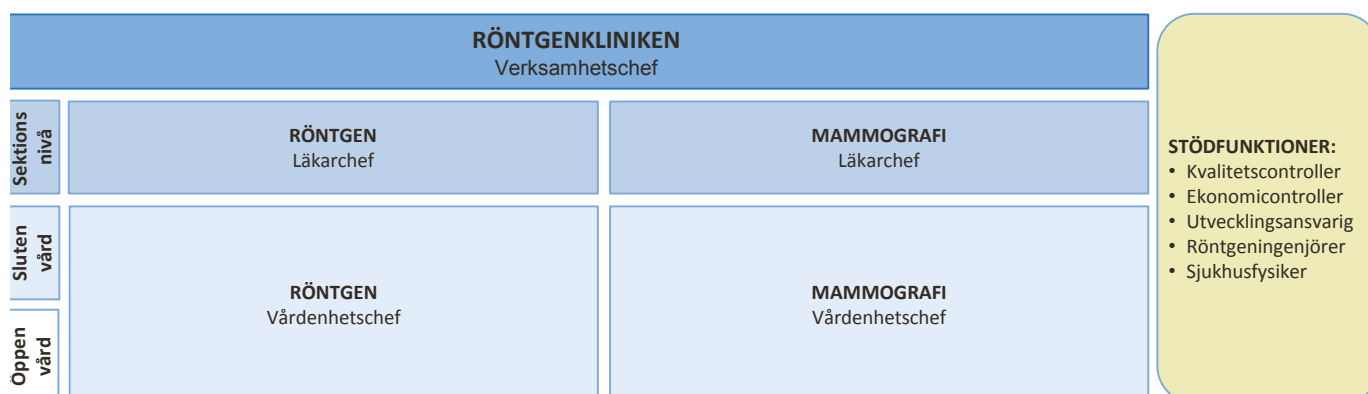 RÖNTGENKLINIKEN
Verksamhetschef
Sektions
nivå
RÖNTGEN
Läkarchef
MAMMOGRAFI
Läkarchef
Sluten
vård
Öppen
vård
RÖNTGEN
Vårdenhetschef
MAMMOGRAFI
Vårdenhetschef
STÖDFUNKTIONER:
• Kvalitetscontroller
• Ekonomicontroller
• Utvecklingsansvarig
• Röntgeningenjörer
• Sjukhusfysiker